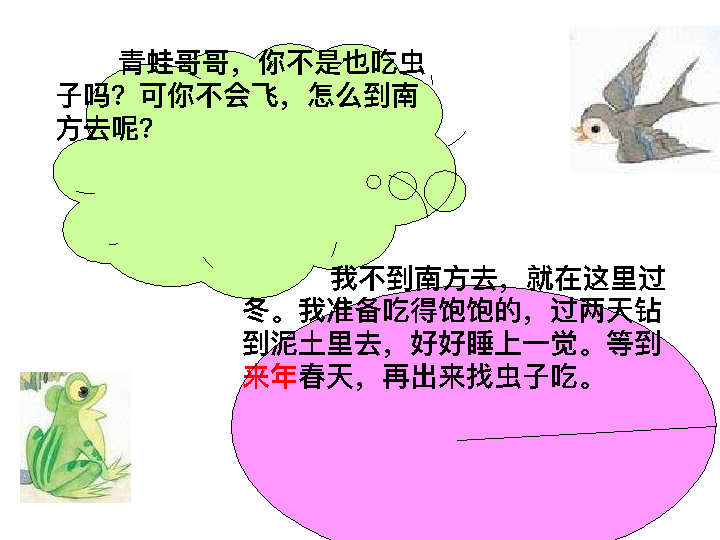 青蛙哥哥，你不是也吃虫
子吗？可你不会飞，怎么到南
方去呢？
我不到南方去，就在这里过
冬。我准备吃得饱饱的，过两天钻
到泥土里去，好好睡上一觉。等到
来年春天，再出来找虫子吃。